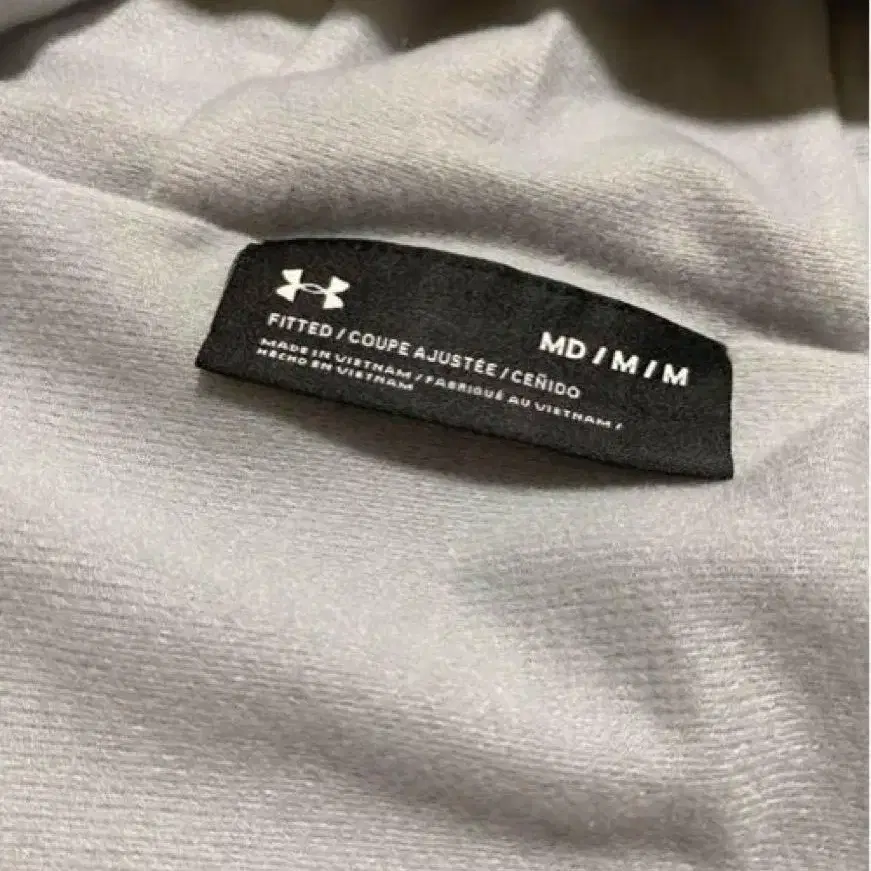 FITTED / COUPE AJUSTÉE / CEÑIDO
MD / M / M
MADE IN VIETNAM / FABRIQUÉ AU VIETNAM /
HECHO EN VIETNAM